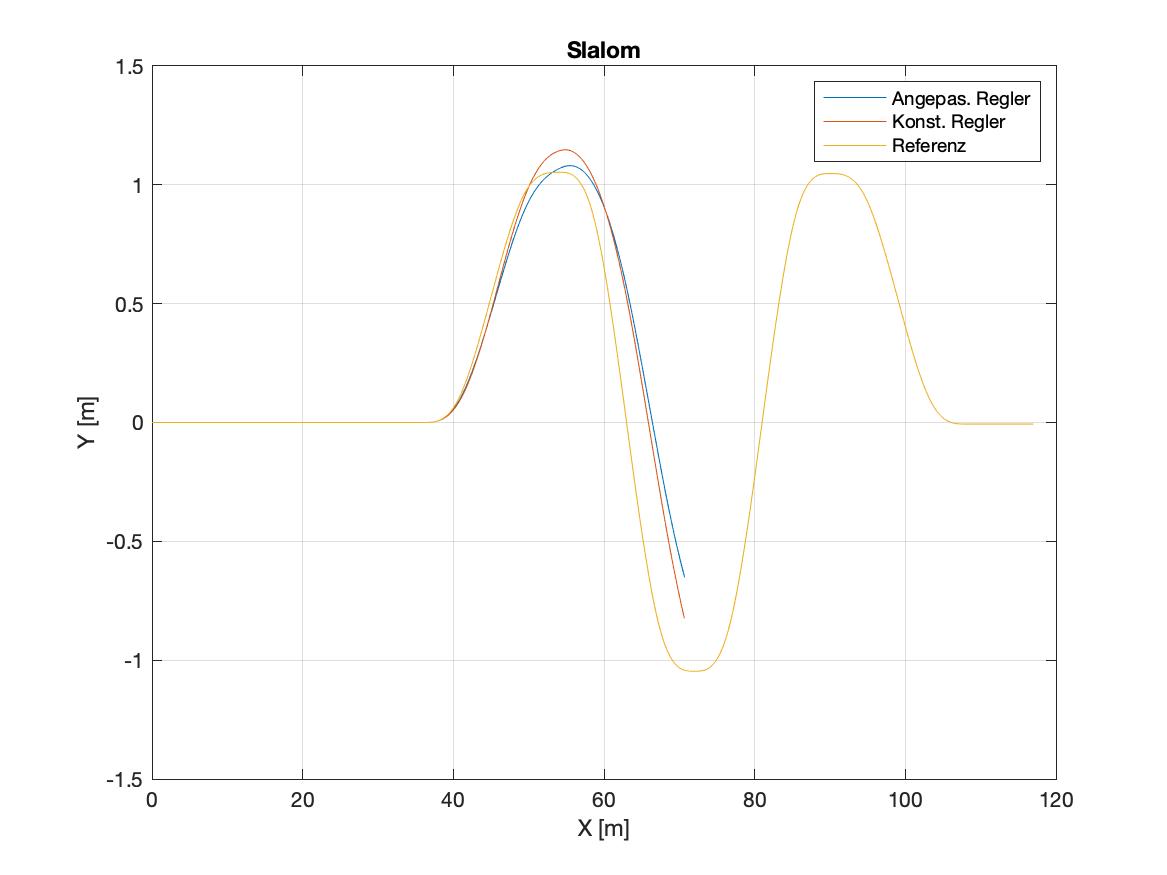 Slalom
1.5
1
0.5
0
-0.5
-1
-1.5
Y [m]
Angepas. Regler
Konst. Regler
Referenz
0 20 40 60 80 100 120
X [m]